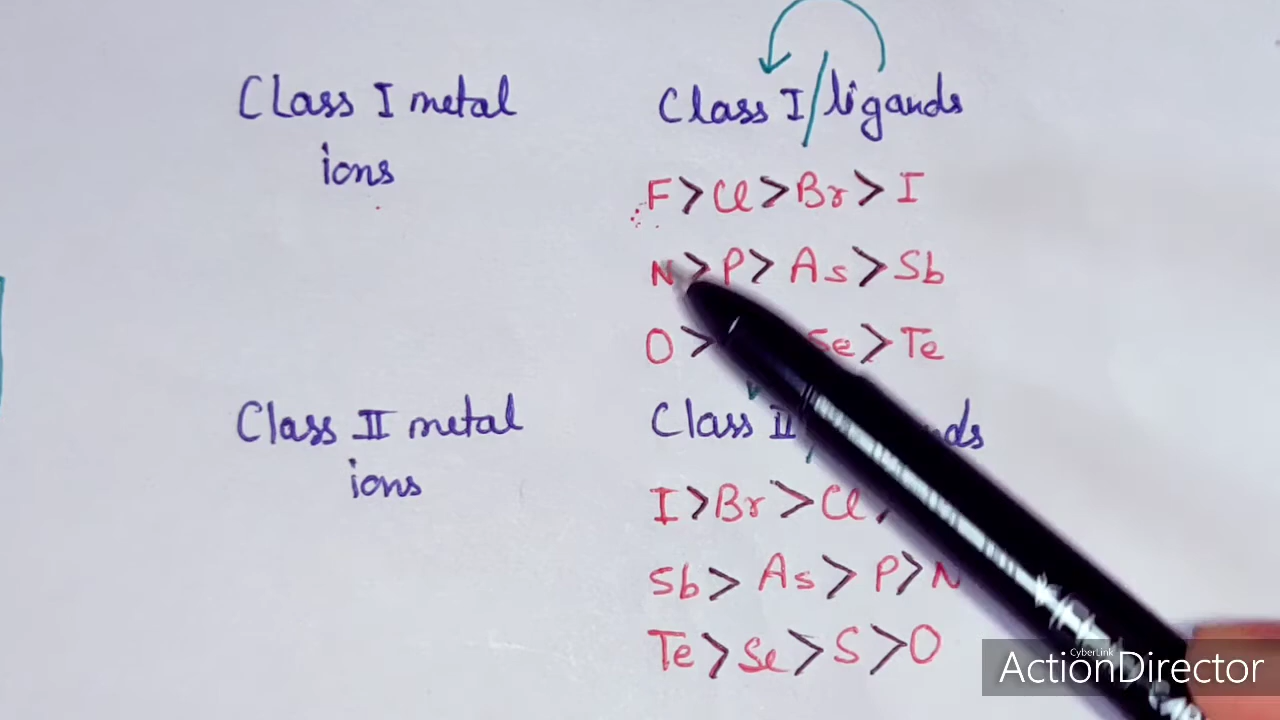 Class I metal
ions
Class I/ligands
F > Cl > Br > I
N > P > As > Sb
O > Se > Te
Class II metal
ions
Class II
I > Br > Cl
Sb > As > P > N
Te > Se > S > O
CyberLink
ActionDirector